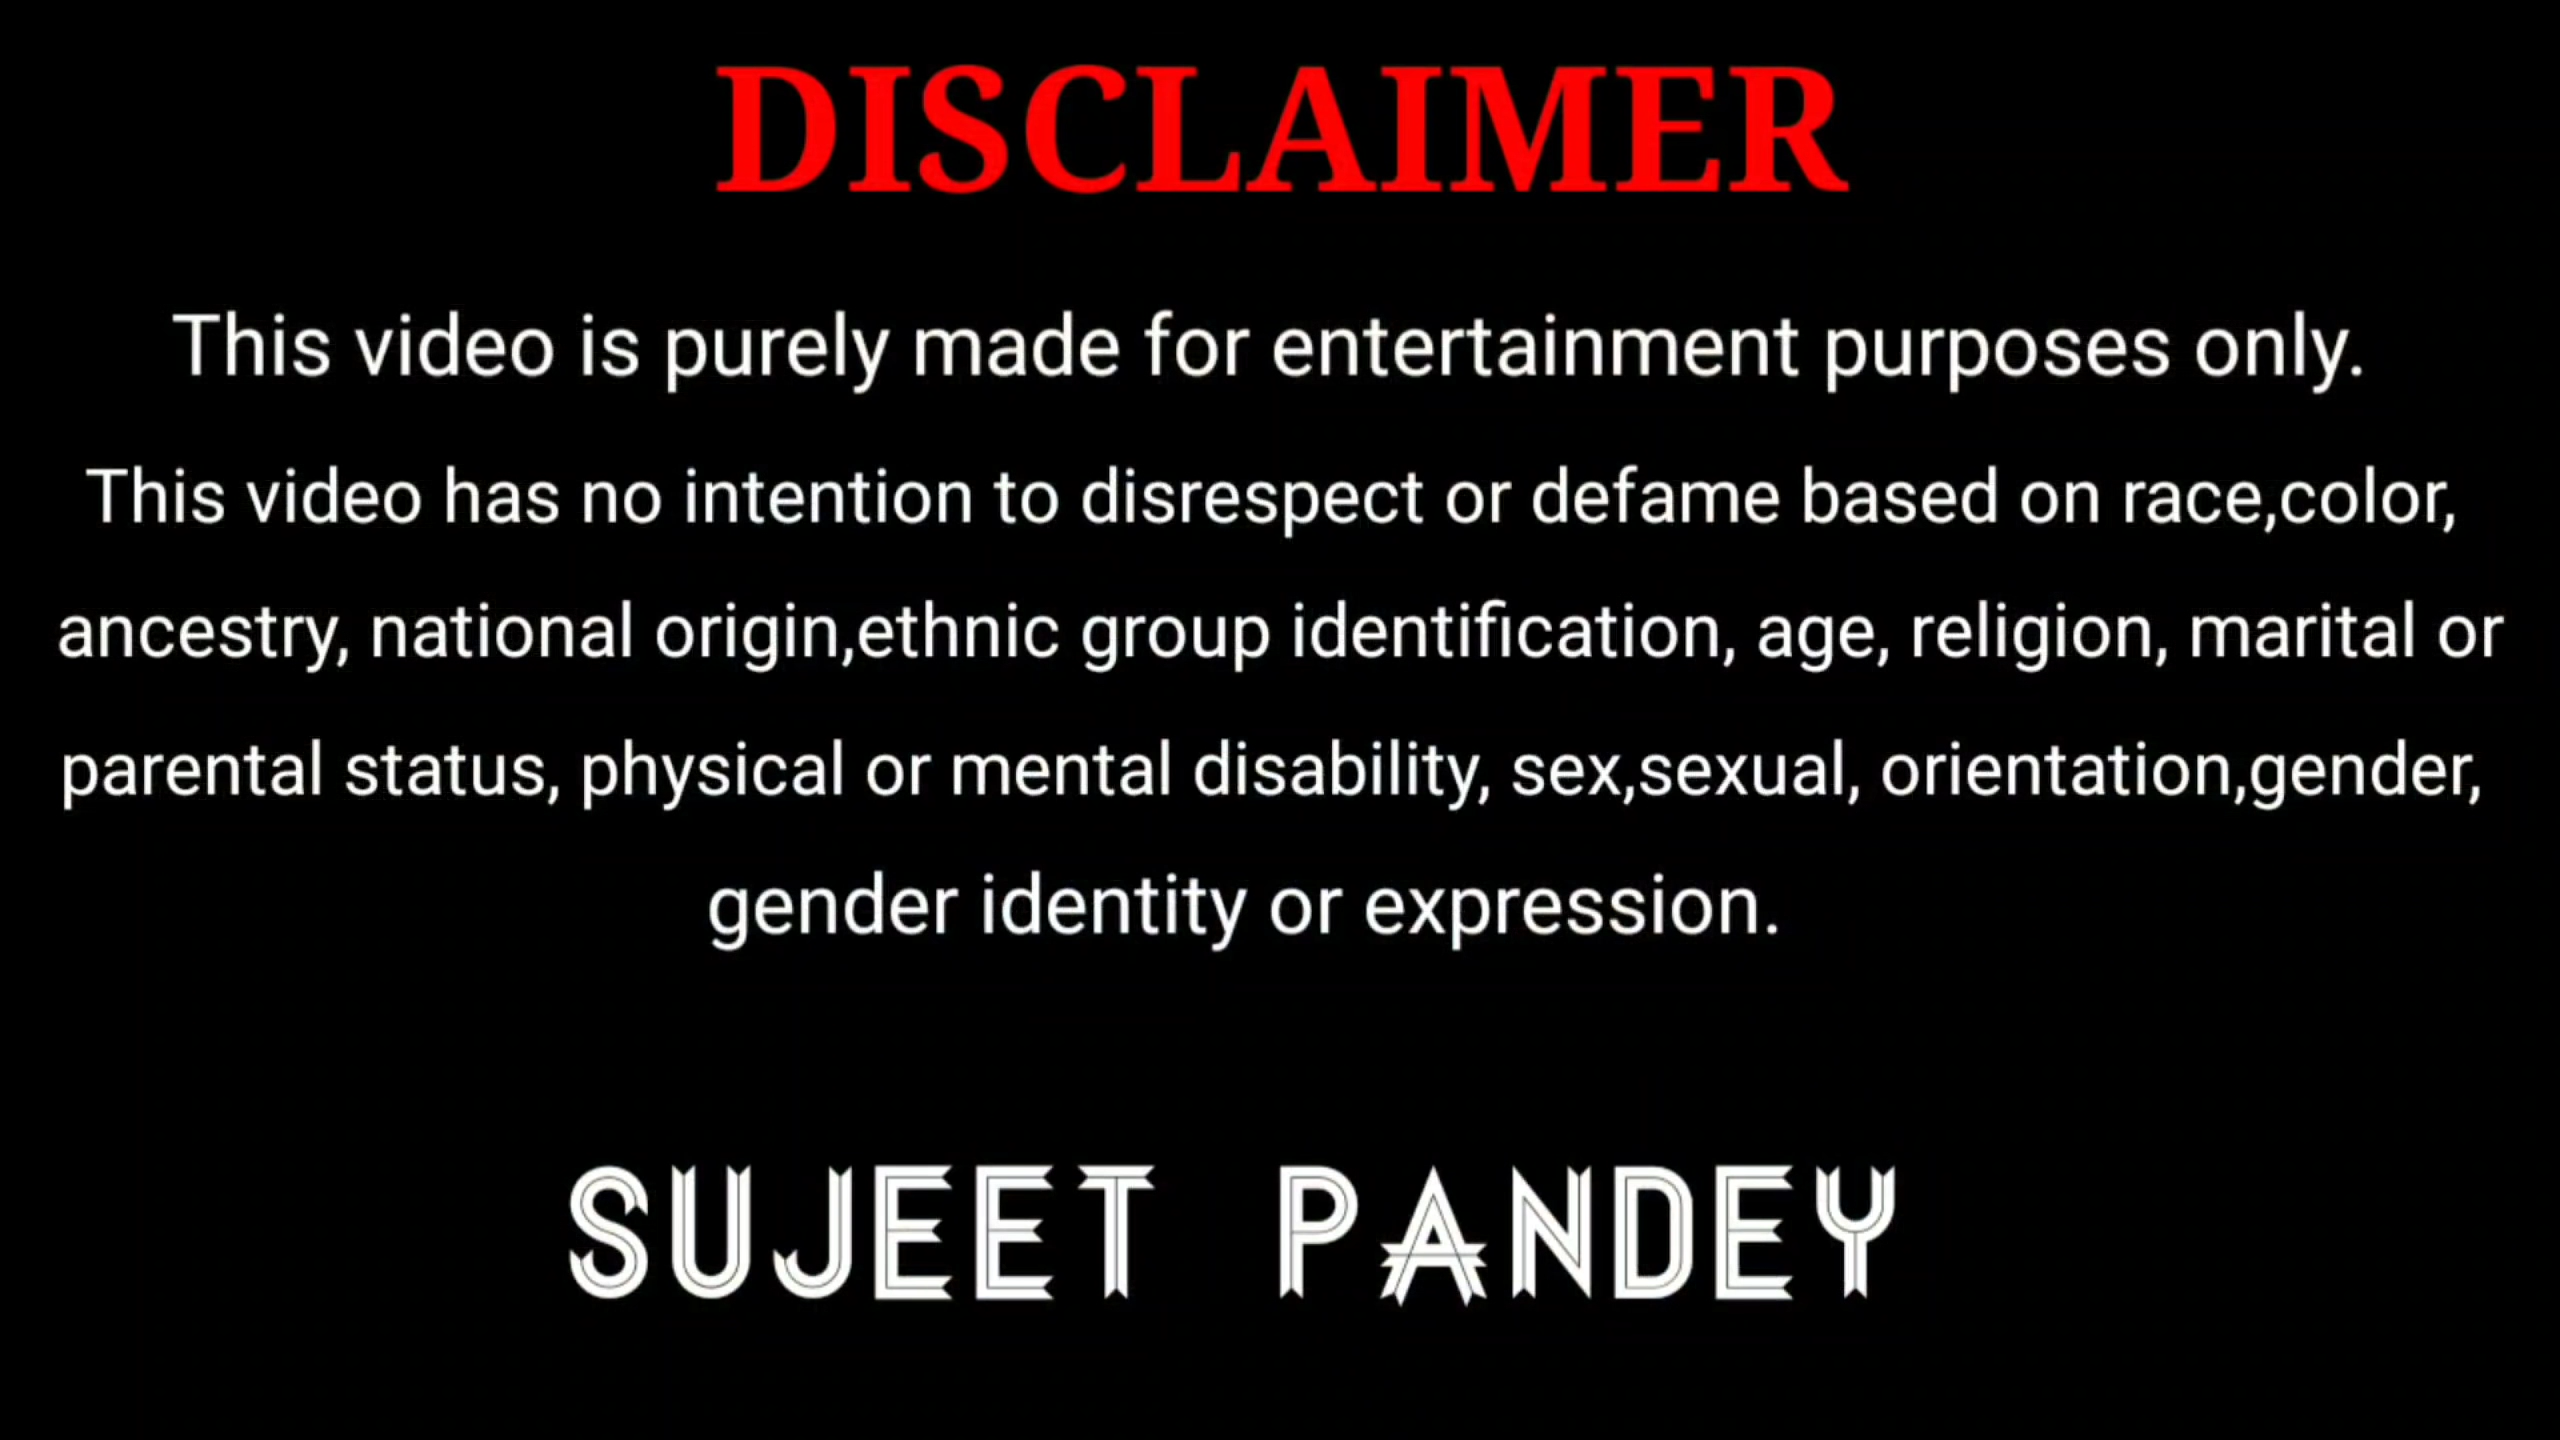 DISCLAIMER
This video is purely made for entertainment purposes only.
This video has no intention to disrespect or defame based on race,color,
ancestry, national origin,ethnic group identification, age, religion, marital or
parental status, physical or mental disability, sex,sexual, orientation,gender,
gender identity or expression.
SUJEET PANDEY